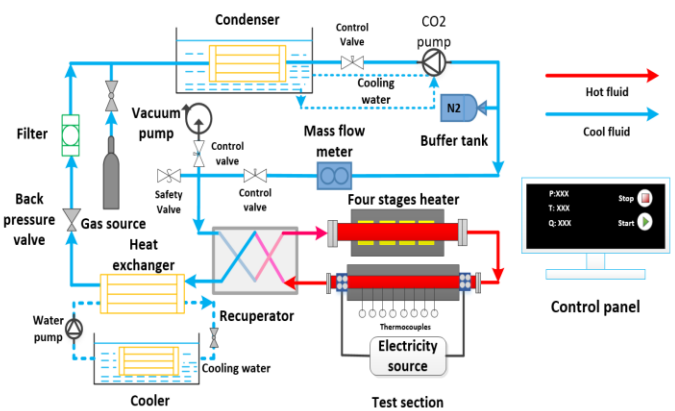 Condenser
Control
Valve
CO2
pump
Cooling
water
N2
Buffer tank
Hot fluid
Cool fluid
Filter
Vacuum
pump
Control
valve
Mass flow
meter
Safety
Valve
Control
valve
Back
pressure
valve
Gas source
Four stages heater
P:XXX
T: XXX
Q: XXX
Stop
Start
Control panel
Heat
exchanger
Recuperator
Water
pump
Cooling water
Cooler
Thermocouples
Electricity
source
Test section